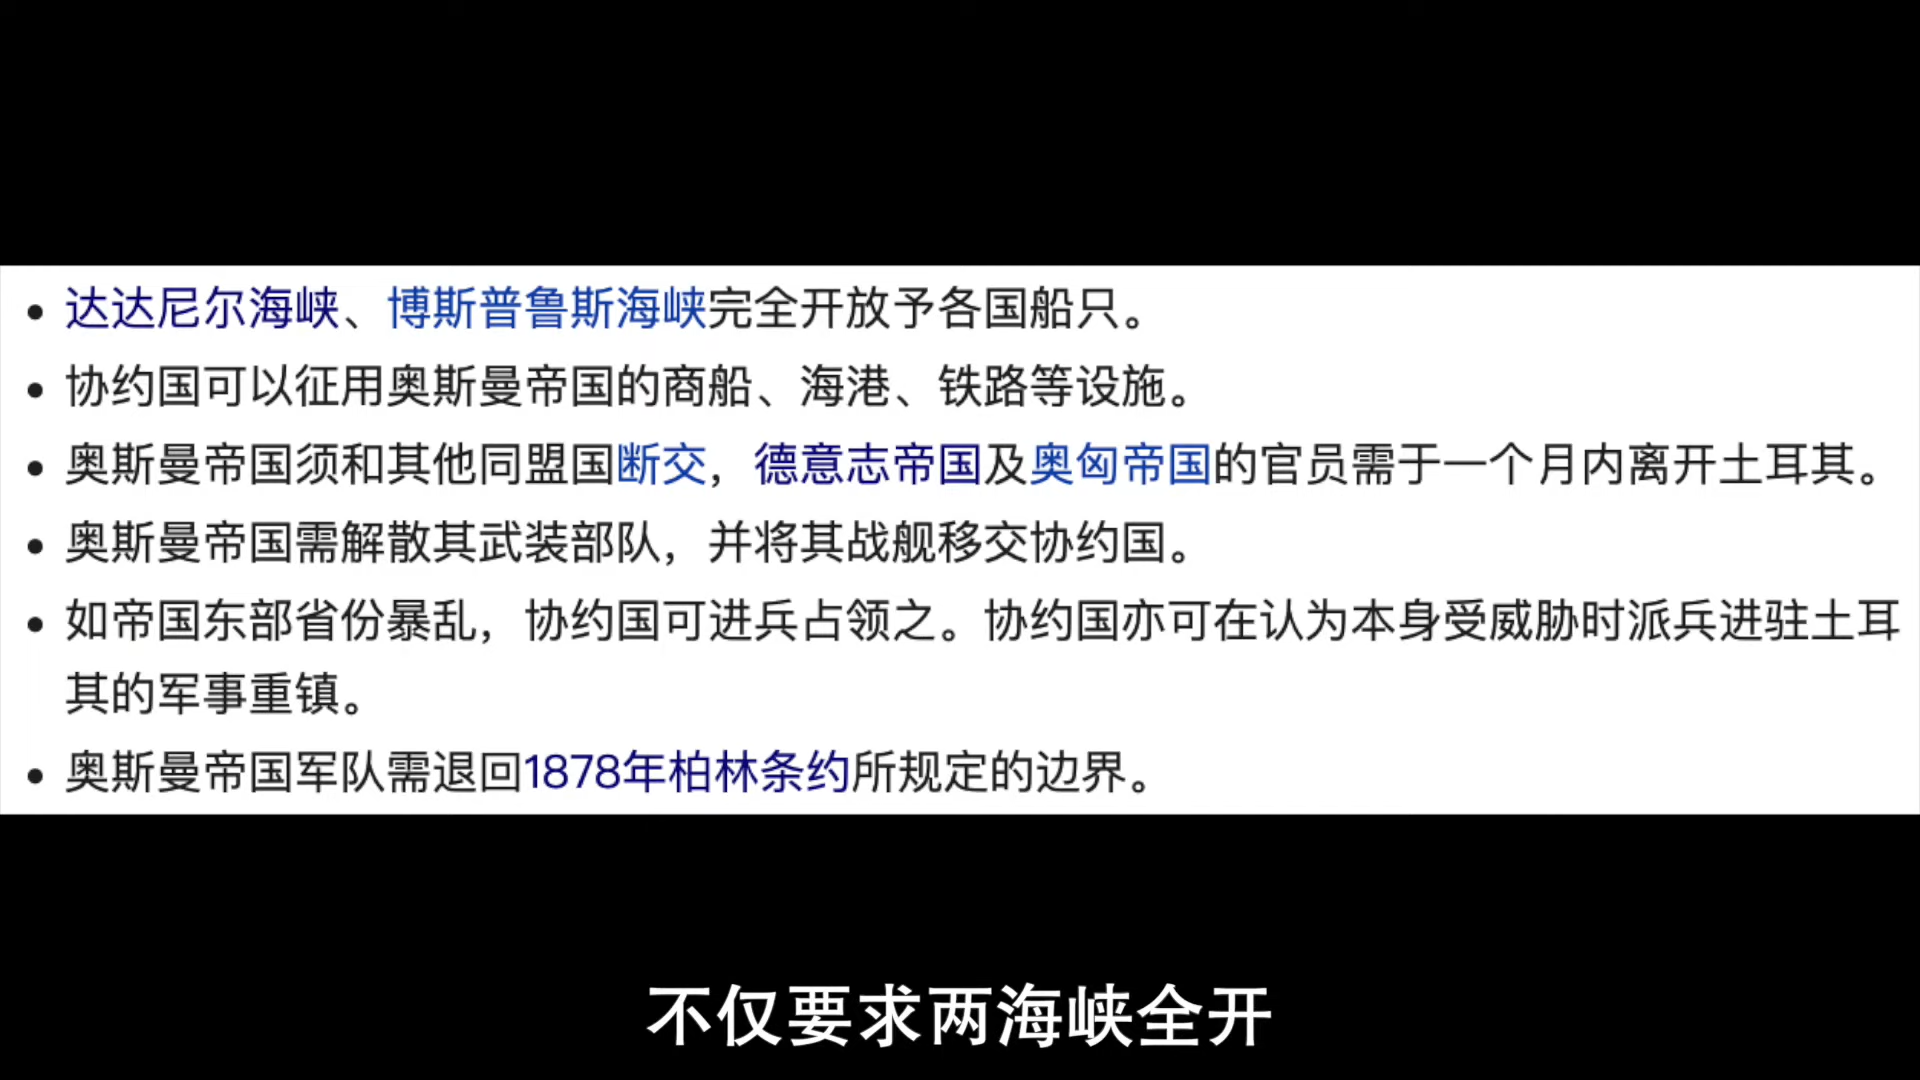 • 达达尼尔海峡、博斯普鲁斯海峡完全开放予各国船只。
• 协约国可以征用奥斯曼帝国的商船、海港、铁路等设施。
• 奥斯曼帝国须和其他同盟国断交，德意志帝国及奥匈帝国的官员需于一个月内离开土耳其。
• 奥斯曼帝国需解散其武装部队，并将其战舰移交协约国。
• 如帝国东部省份暴乱，协约国可进兵占领之。协约国亦可在认为本身受威胁时派兵进驻土耳
其的军事重镇。
• 奥斯曼帝国军队需退回1878年柏林条约所规定的边界。
不仅要求两海峡全开